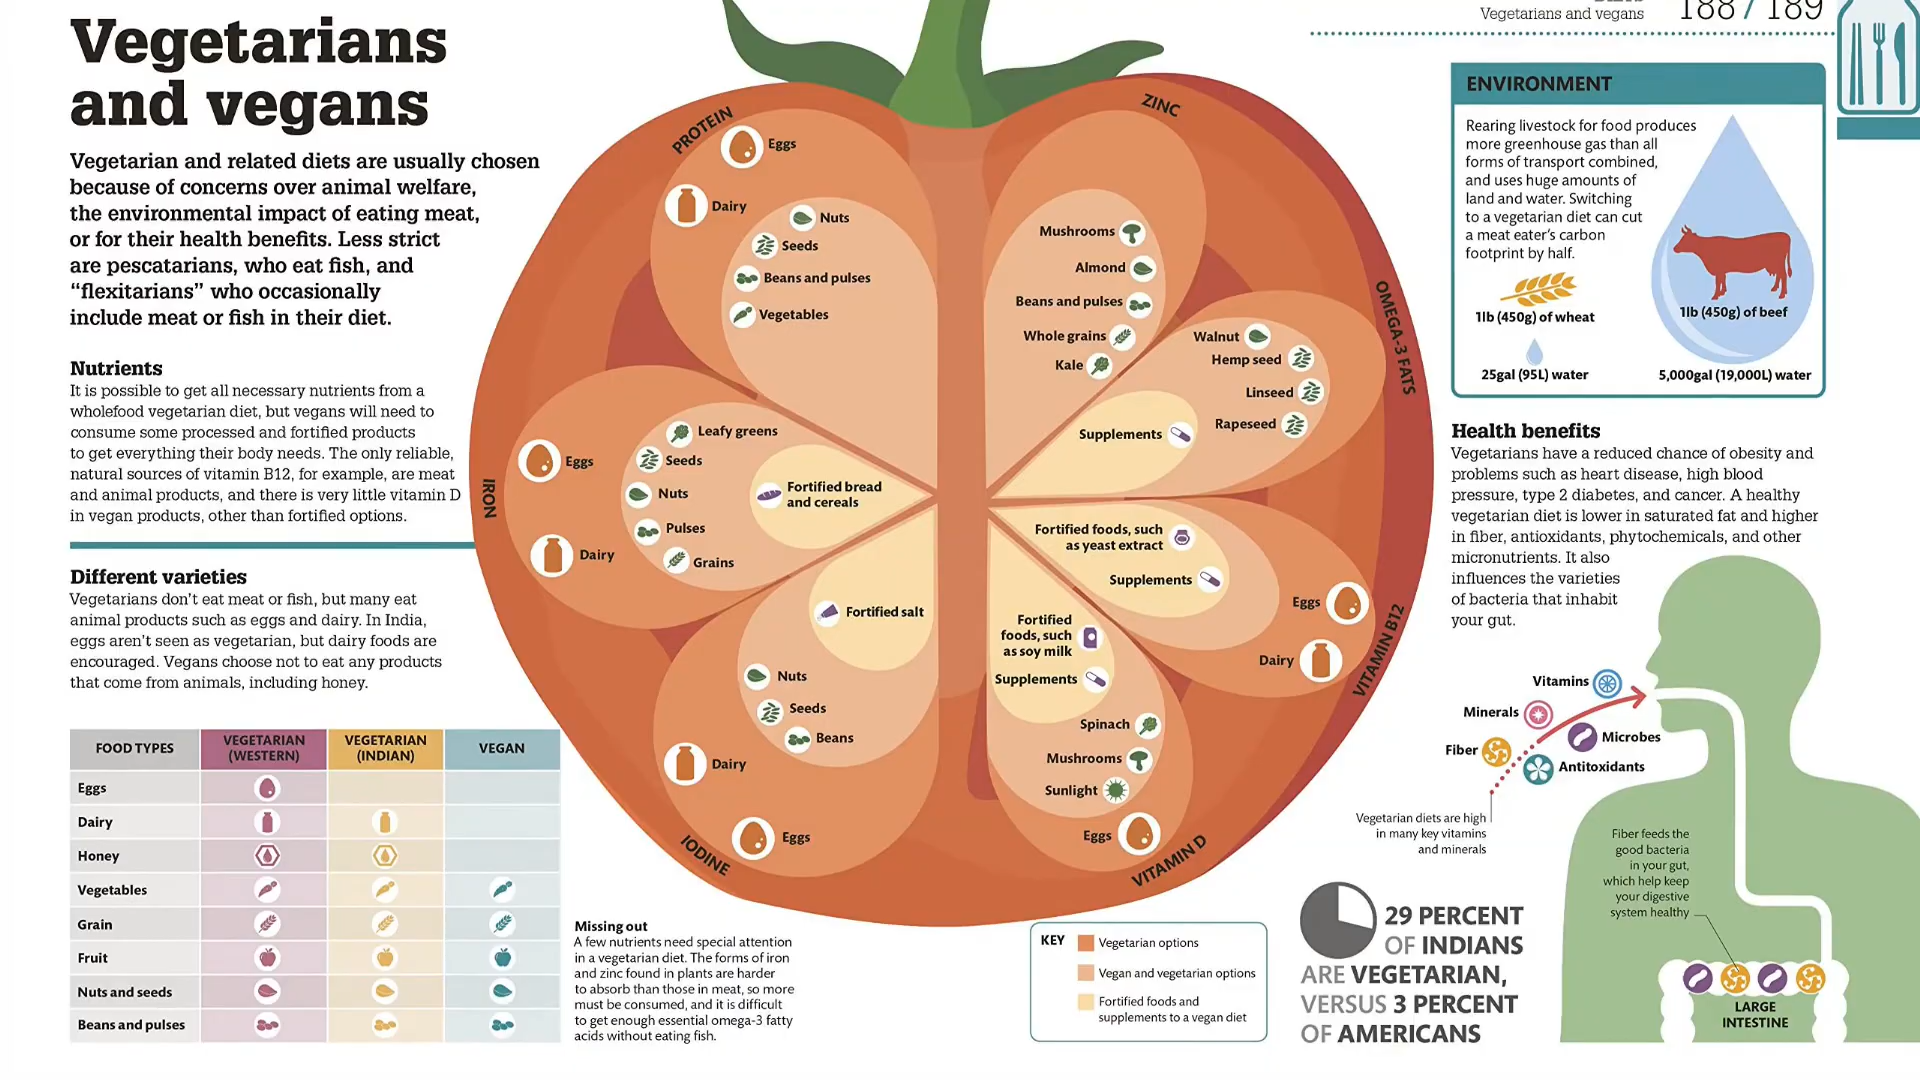 Vegetarians and vegans
188 / 189
Vegetarians
and vegans
Vegetarian and related diets are usually chosen
because of concerns over animal welfare,
the environmental impact of eating meat,
or for their health benefits. Less strict
are pescatarians, who eat fish, and
“flexitarians” who occasionally
include meat or fish in their diet.
Nutrients
It is possible to get all necessary nutrients from a
wholefood vegetarian diet, but vegans will need to
consume some processed and fortified products
to get everything their body needs. The only reliable,
natural sources of vitamin B12, for example, are meat
and animal products, and there is very little vitamin D
in vegan products, other than fortified options.
Different varieties
Vegetarians don’t eat meat or fish, but many eat
animal products such as eggs and dairy. In India,
eggs aren’t seen as vegetarian, but dairy foods are
encouraged. Vegans choose not to eat any products
that come from animals, including honey.
FOOD TYPES
VEGETARIAN
(WESTERN)
VEGETARIAN
(INDIAN)
VEGAN
Eggs
Dairy
Honey
Vegetables
Grain
Fruit
Nuts and seeds
Beans and pulses
PROTEIN
Eggs
Dairy
Nuts
Seeds
Beans and pulses
Vegetables
ZINC
Mushrooms
Almond
Beans and pulses
Whole grains
Kale
OMEGA-3 FATS
Walnut
Hemp seed
Linseed
Rapeseed
Supplements
IRON
Eggs
Dairy
Leafy greens
Seeds
Nuts
Pulses
Grains
Fortified bread
and cereals
VITAMIN B12
Fortified foods, such
as yeast extract
Supplements
Eggs
Dairy
IODINE
Fortified salt
Nuts
Seeds
Beans
Dairy
Eggs
VITAMIN D
Fortified
foods, such
as soy milk
Supplements
Spinach
Mushrooms
Sunlight
Eggs
Missing out
A few nutrients need special attention
in a vegetarian diet. The forms of iron
and zinc found in plants are harder
to absorb than those in meat, so more
must be consumed, and it is difficult
to get enough essential omega-3 fatty
acids without eating fish.
KEY
Vegetarian options
Vegan and vegetarian options
Fortified foods and
supplements to a vegan diet
ENVIRONMENT
Rearing livestock for food produces
more greenhouse gas than all
forms of transport combined,
and uses huge amounts of
land and water. Switching
to a vegetarian diet can cut
a meat eater’s carbon
footprint by half.
1lb (450g) of wheat
25gal (95L) water
1lb (450g) of beef
5,000gal (19,000L) water
Health benefits
Vegetarians have a reduced chance of obesity and
problems such as heart disease, high blood
pressure, type 2 diabetes, and cancer. A healthy
vegetarian diet is lower in saturated fat and higher
in fiber, antioxidants, phytochemicals, and other
micronutrients. It also
influences the varieties
of bacteria that inhabit
your gut.
Vitamins
Minerals
Microbes
Fiber
Antioxidants
Vegetarian diets are high
in many key vitamins
and minerals
Fiber feeds the
good bacteria
in your gut,
which help keep
your digestive
system healthy
LARGE
INTESTINE
29 PERCENT
OF INDIANS
ARE VEGETARIAN,
VERSUS 3 PERCENT
OF AMERICANS